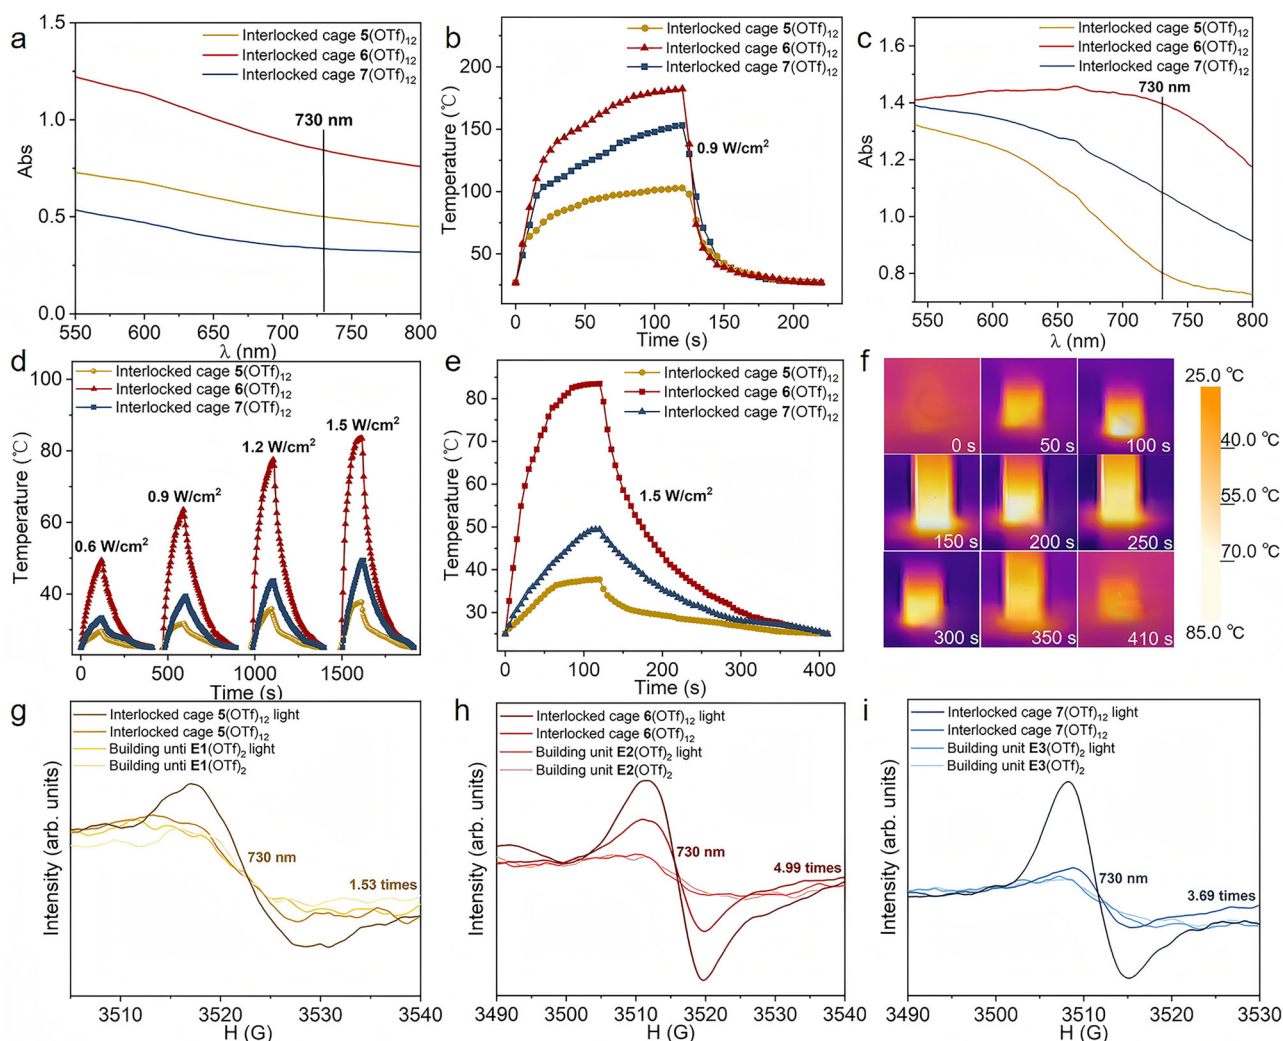 a
Interlocked cage 5(OTf)12
Interlocked cage 6(OTf)12
Interlocked cage 7(OTf)12
730 nm
Abs
1.5
1.0
0.5
0.0
550 600 650 700 750 800
λ (nm)
b
Interlocked cage 5(OTf)12
Interlocked cage 6(OTf)12
Interlocked cage 7(OTf)12
0.9 W/cm²
Temperature (℃)
200
150
100
50
0 50 100 150 200
Time (s)
c
Interlocked cage 5(OTf)12
Interlocked cage 6(OTf)12
Interlocked cage 7(OTf)12
730 nm
Abs
1.6
1.4
1.2
1.0
0.8
600 650 700 750 800
λ (nm)
d
Interlocked cage 5(OTf)12
Interlocked cage 6(OTf)12
Interlocked cage 7(OTf)12
0.6 W/cm²
0.9 W/cm²
1.2 W/cm²
1.5 W/cm²
Temperature (℃)
100
80
60
40
0 500 1000 1500
Time (s)
e
Interlocked cage 5(OTf)12
Interlocked cage 6(OTf)12
Interlocked cage 7(OTf)12
1.5 W/cm²
Temperature (℃)
80
70
60
50
40
30
0 100 200 300 400
Time (s)
f
0 s
50 s
100 s
150 s
200 s
250 s
300 s
350 s
410 s
25.0 ℃
40.0 ℃
55.0 ℃
70.0 ℃
85.0 ℃
g
Interlocked cage 5(OTf)12 light
Interlocked cage 5(OTf)12
Building unti E1(OTf)2 light
Building unti E1(OTf)2
730 nm
1.53 times
Intensity (arb. units)
3510 3520 3530 3540
H (G)
h
Interlocked cage 6(OTf)12 light
Interlocked cage 6(OTf)12
Building unit E2(OTf)2 light
Building unit E2(OTf)2
730 nm
4.99 times
Intensity (arb. units)
3490 3500 3510 3520 3530 3540
H (G)
i
Interlocked cage 7(OTf)12 light
Interlocked cage 7(OTf)12
Building unit E3(OTf)2 light
Building unit E3(OTf)2
730 nm
3.69 times
Intensity (arb. units)
3490 3500 3510 3520 3530
H (G)